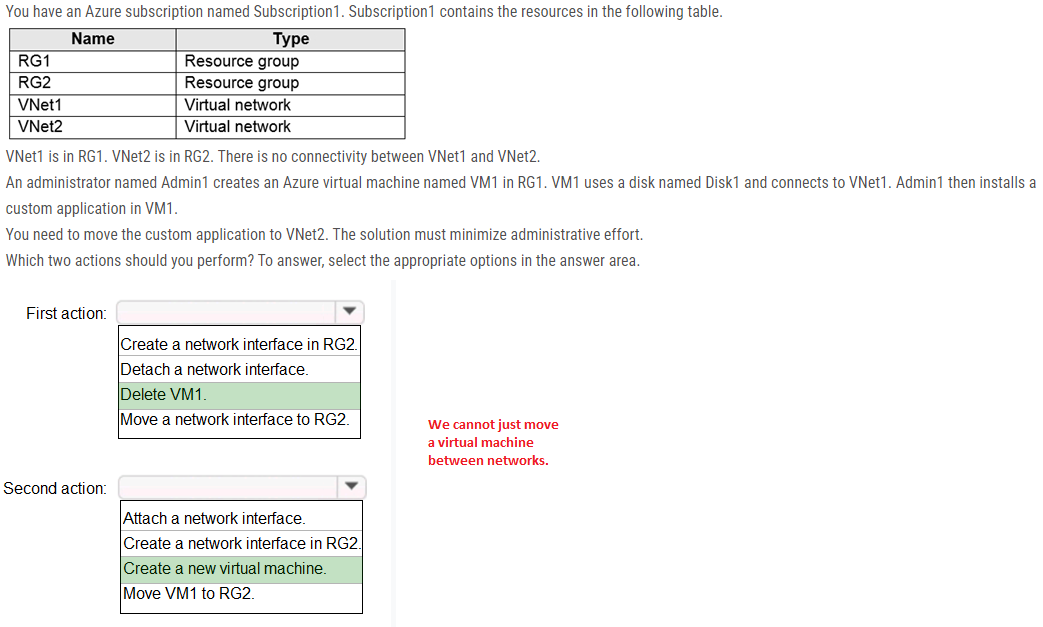 You have an Azure subscription named Subscription1. Subscription1 contains the resources in the following table.
Name Type
RG1 Resource group
RG2 Resource group
VNet1 Virtual network
VNet2 Virtual network
VNet1 is in RG1. VNet2 is in RG2. There is no connectivity between VNet1 and VNet2.
An administrator named Admin1 creates an Azure virtual machine named VM1 in RG1. VM1 uses a disk named Disk1 and connects to VNet1. Admin1 then installs a
custom application in VM1.
You need to move the custom application to VNet2. The solution must minimize administrative effort.
Which two actions should you perform? To answer, select the appropriate options in the answer area.
First action:
Create a network interface in RG2.
Detach a network interface.
Delete VM1.
Move a network interface to RG2.
We cannot just move
a virtual machine
between networks.
Second action:
Attach a network interface.
Create a network interface in RG2.
Create a new virtual machine.
Move VM1 to RG2.